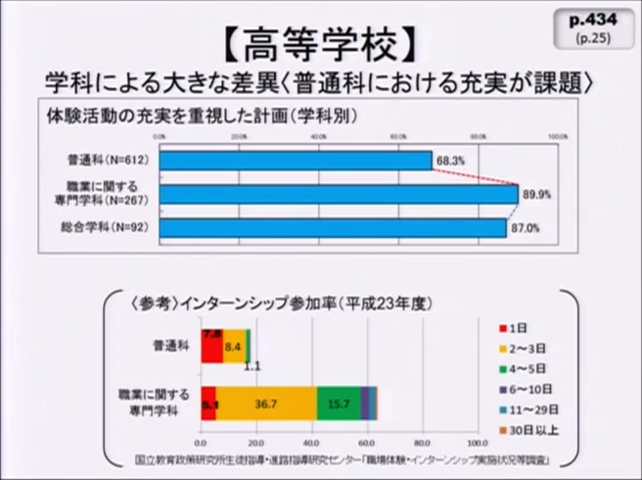 p.434
(p.25)
【高等学校】
学科による大きな差異〈普通科における充実が課題〉
体験活動の充実を重視した計画(学科別)
0.0% 20.0% 40.0% 60.0% 80.0% 100.0%
普通科(N=612) 68.3%
職業に関する
専門学科(N=267) 89.9%
総合学科(N=92) 87.0%
〈参考〉インターンシップ参加率(平成23年度)
普通科 8.4
1.1
職業に関する
専門学科 36.7 15.7
0.0 20.0 40.0 60.0 80.0 100.0
1日
2～3日
4～5日
6～10日
11～29日
30日以上
国立教育政策研究所生徒指導・進路指導研究センター「職場体験・インターンシップ実施状況等調査」